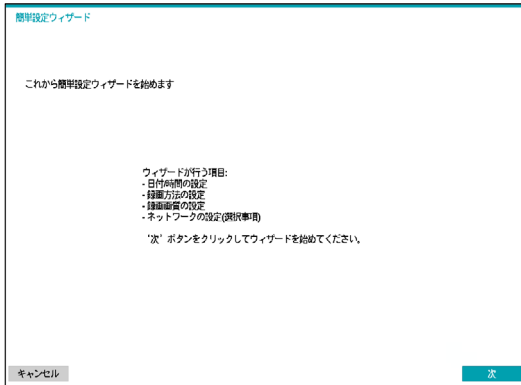 簡単設定ウィザード
これから簡単設定ウィザードを始めます
ウィザードが行う項目:
- 日付/時間の設定
- 録画方法の設定
- 録画画質の設定
- ネットワークの設定(選択事項)
'次' ボタンをクリックしてウィザードを始めてください。
キャンセル
次